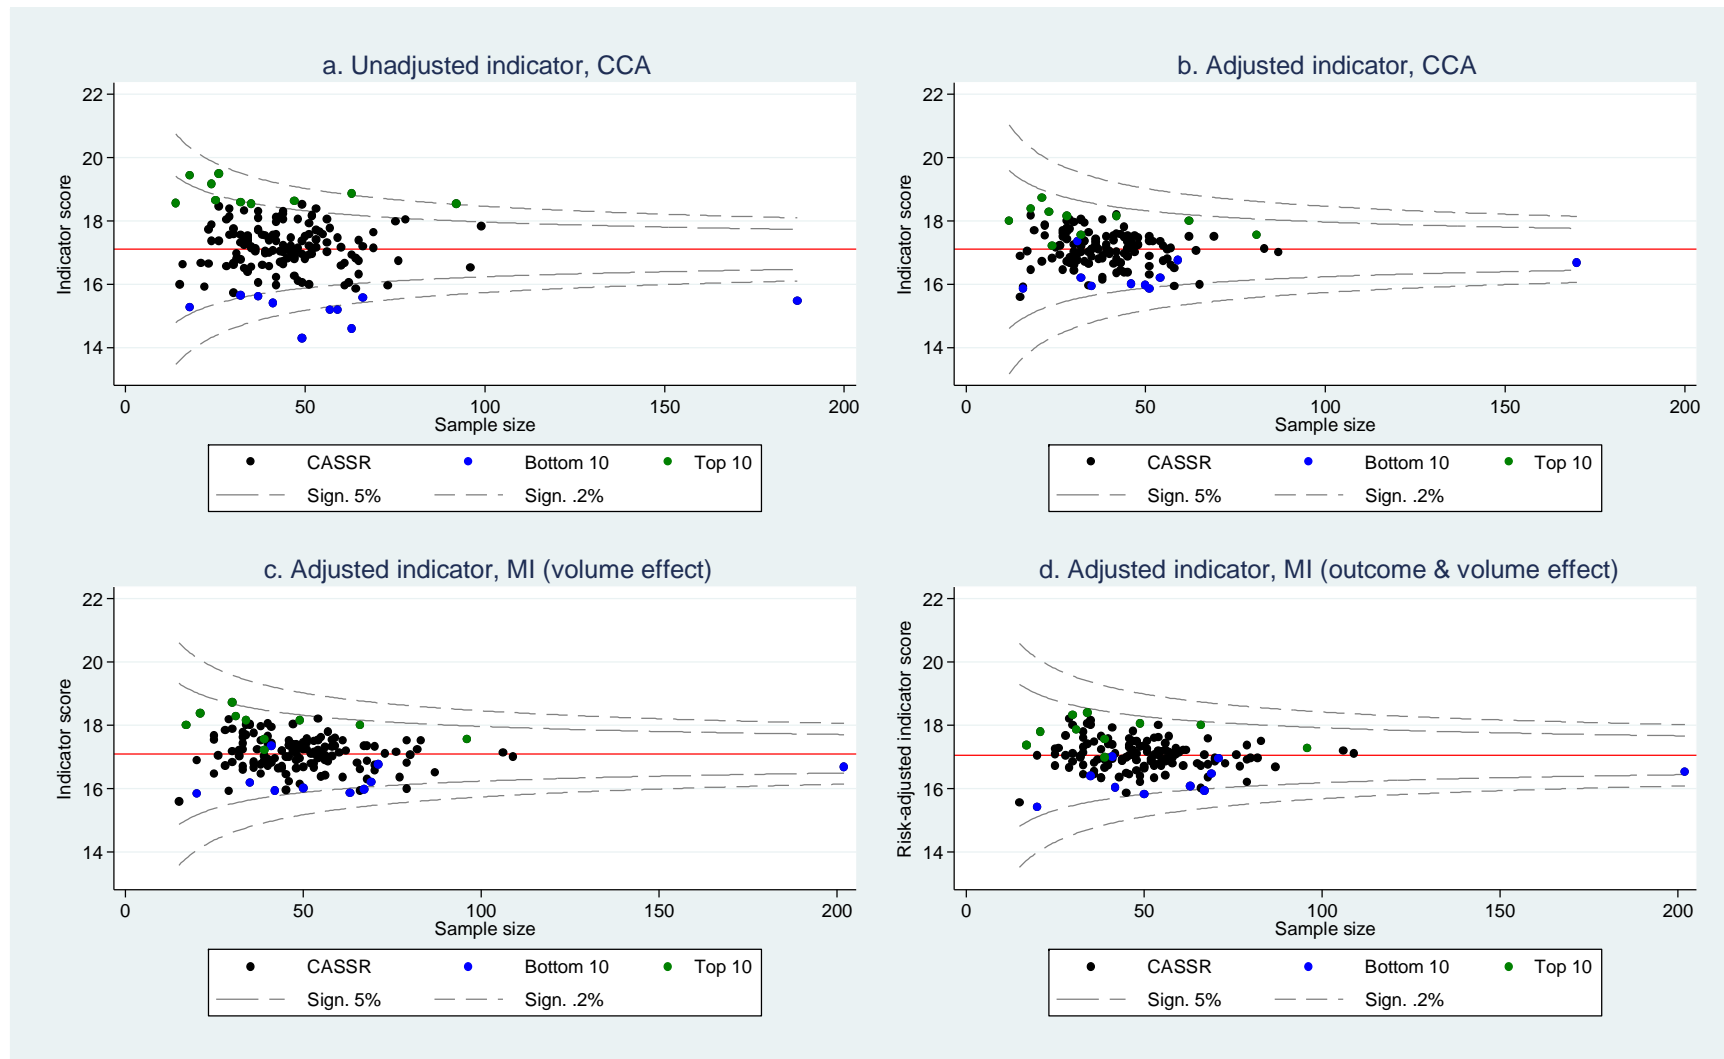 a. Unadjusted indicator, CCA
22
20
18
16
14
Indicator score
0 50 100 150 200
Sample size
CASSR Bottom 10 Top 10
Sign. 5% Sign. .2%
b. Adjusted indicator, CCA
22
20
18
16
14
Indicator score
0 50 100 150 200
Sample size
CASSR Bottom 10 Top 10
Sign. 5% Sign. .2%
c. Adjusted indicator, MI (volume effect)
22
20
18
16
14
Indicator score
0 50 100 150 200
Sample size
CASSR Bottom 10 Top 10
Sign. 5% Sign. .2%
d. Adjusted indicator, MI (outcome & volume effect)
22
20
18
16
14
Risk-adjusted indicator score
0 50 100 150 200
Sample size
CASSR Bottom 10 Top 10
Sign. 5% Sign. .2%